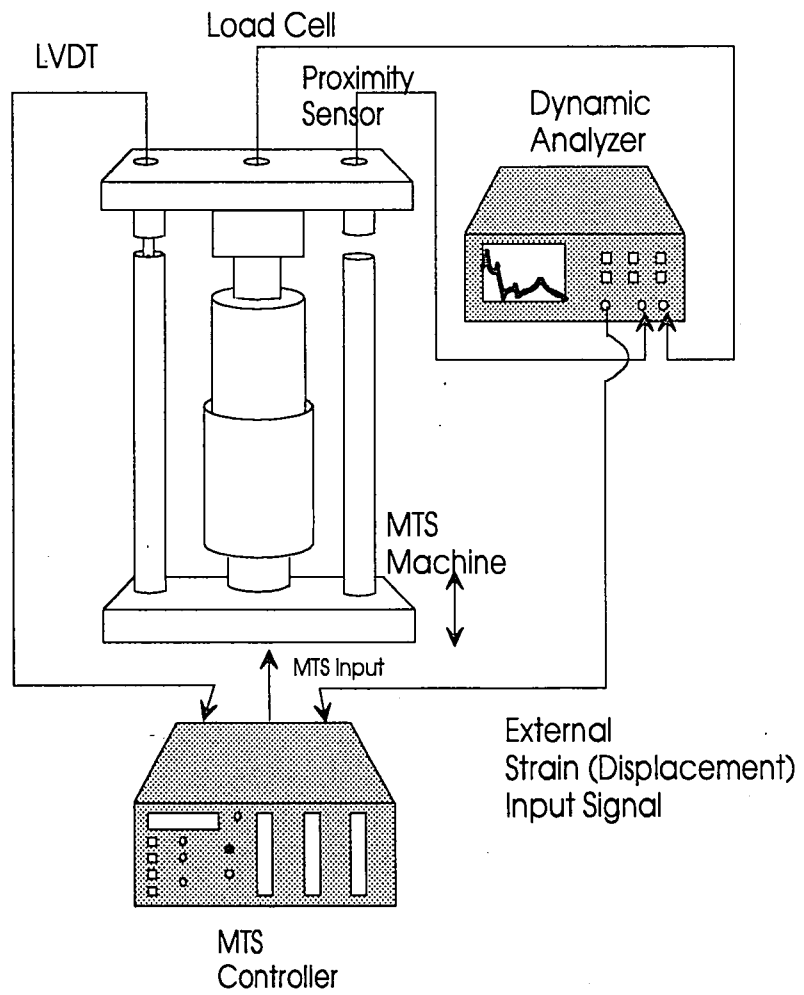 Load Cell
LVDT
Proximity
Sensor
Dynamic
Analyzer
MTS
Machine
MTS Input
External
Strain (Displacement)
Input Signal
MTS
Controller